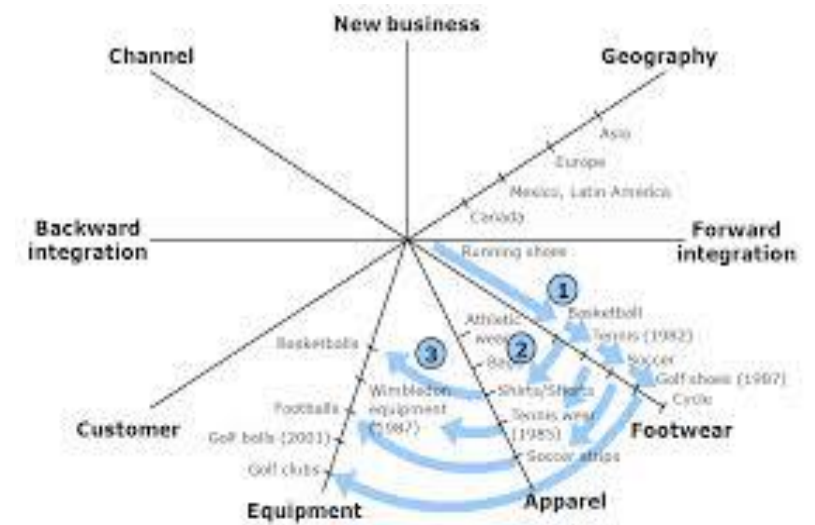 New business
Channel
Geography
Asia
Europe
Mexico, Latin America
Canada
Backward
integration
Forward
integration
Running shoes
1
Basketball
Athletic
wear
Tennis (1982)
2
3
Basketballs
Soccer
Golf shoes (1987)
Cycle
Shirts/Shorts
Wimbledon
equipment
(1987)
Footballs
Tennis wear
(1985)
Customer
Footwear
Golf balls (2001)
Soccer strips
Golf clubs
Equipment
Apparel